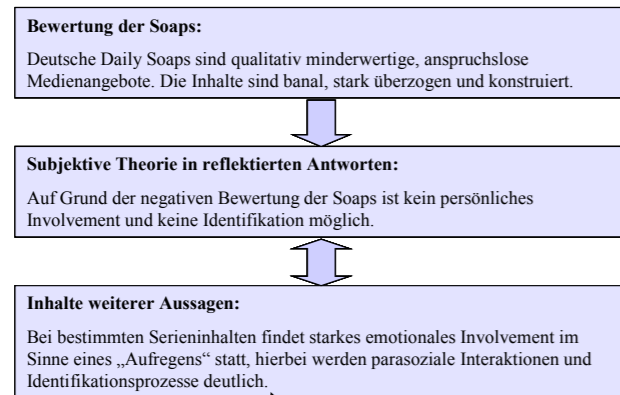 Bewertung der Soaps:
Deutsche Daily Soaps sind qualitativ minderwertige, anspruchslose
Medienangebote. Die Inhalte sind banal, stark überzogen und konstruiert.
Subjektive Theorie in reflektierten Antworten:
Auf Grund der negativen Bewertung der Soaps ist kein persönliches
Involvement und keine Identifikation möglich.
Inhalte weiterer Aussagen:
Bei bestimmten Serieninhalten findet starkes emotionales Involvement im
Sinne eines „Aufregens“ statt, hierbei werden parasoziale Interaktionen und
Identifikationsprozesse deutlich.